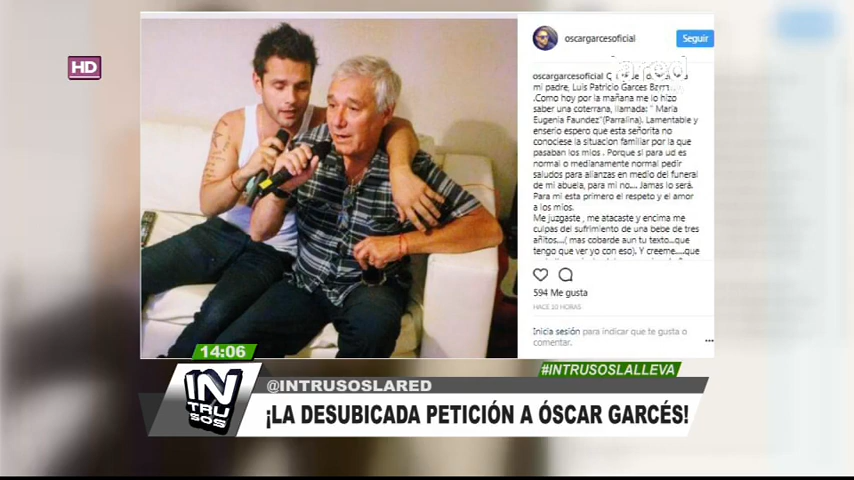 HD
oscargarcesoficial
Seguir
ared
oscargarcesoficial
mi padre, Luis Patricio Garces
.Como hoy por la mañana me lo hizo
saber una coterrana, llamada: " María
Eugenia Faundez"(Parralina). Lamentable y
enserio espero que esta señorita no
conociese la situacion familiar por la que
pasaban los mios . Porque si para ud es
normal o medianamente normal pedir
saludos para alianzas en medio del funeral
de mi abuela, para mi no.... Jamas lo será.
Para mi esta primero el respeto y el amor
a los míos.
Me juzgaste , me atacaste y encima me
culpas del sufrimiento de una bebe de tres
añitos....( mas cobarde aun tu texto...que
tengo que ver yo con eso). Y creeme....que
594 Me gusta
HACE 10 HORAS
Inicia sesión para indicar que te gusta o
comentar.
...
14:06
#INTRUSOSLALLEVA
INTRUSOS
@INTRUSOSLARED
¡LA DESUBICADA PETICIÓN A ÓSCAR GARCÉS!